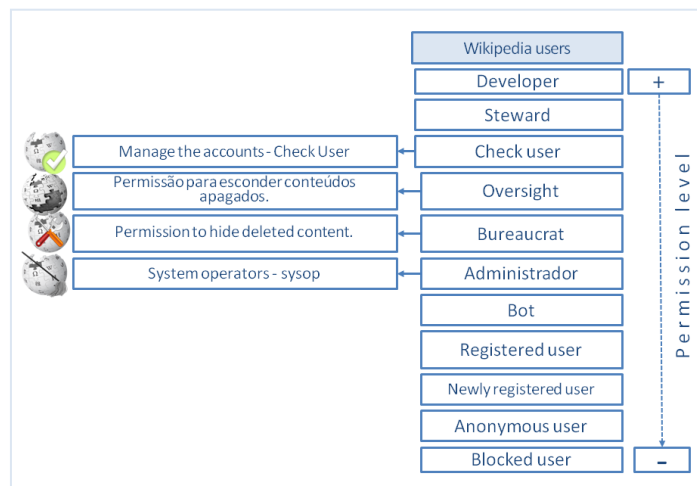 Wikipedia users
Developer
+
Steward
Manage the accounts - Check User
Check user
Permissão para esconder conteúdos
apagados.
Oversight
Permission to hide deleted content.
Bureaucrat
System operators - sysop
Administrador
Bot
Registered user
Newly registered user
Anonymous user
Blocked user
–
Permission level